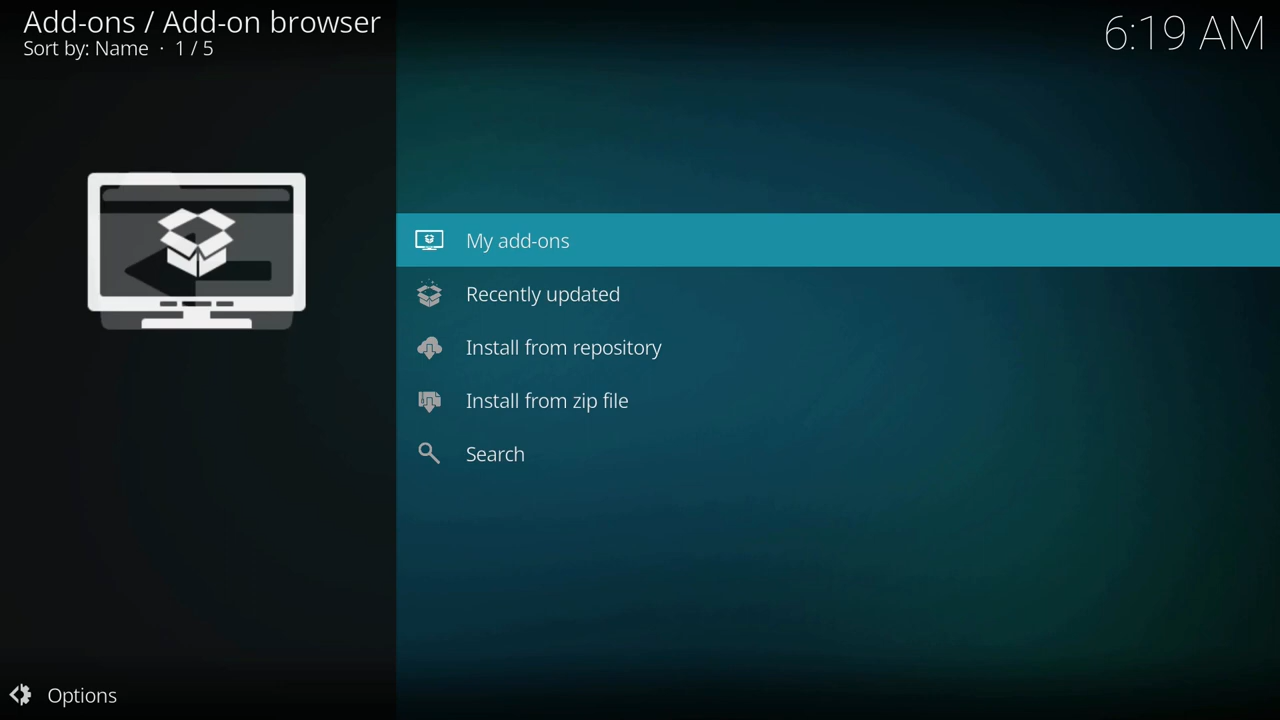 Add-ons / Add-on browser
Sort by: Name · 1 / 5
6:19 AM
My add-ons
Recently updated
Install from repository
Install from zip file
Search
Options